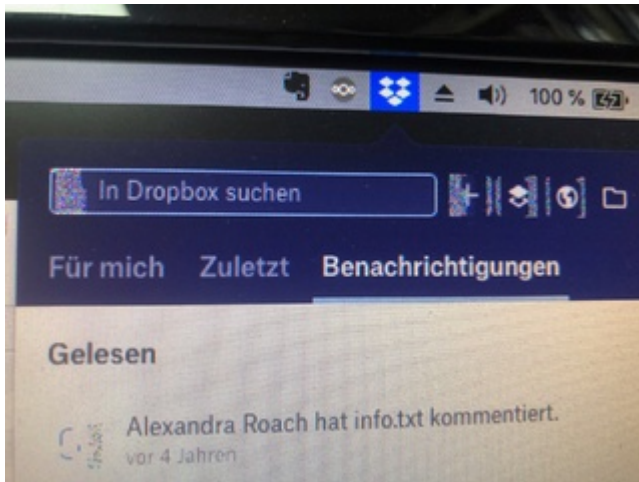 100 %
In Dropbox suchen
Für mich Zuletzt Benachrichtigungen
Gelesen
Alexandra Roach hat info.txt kommentiert.
vor 4 Jahren